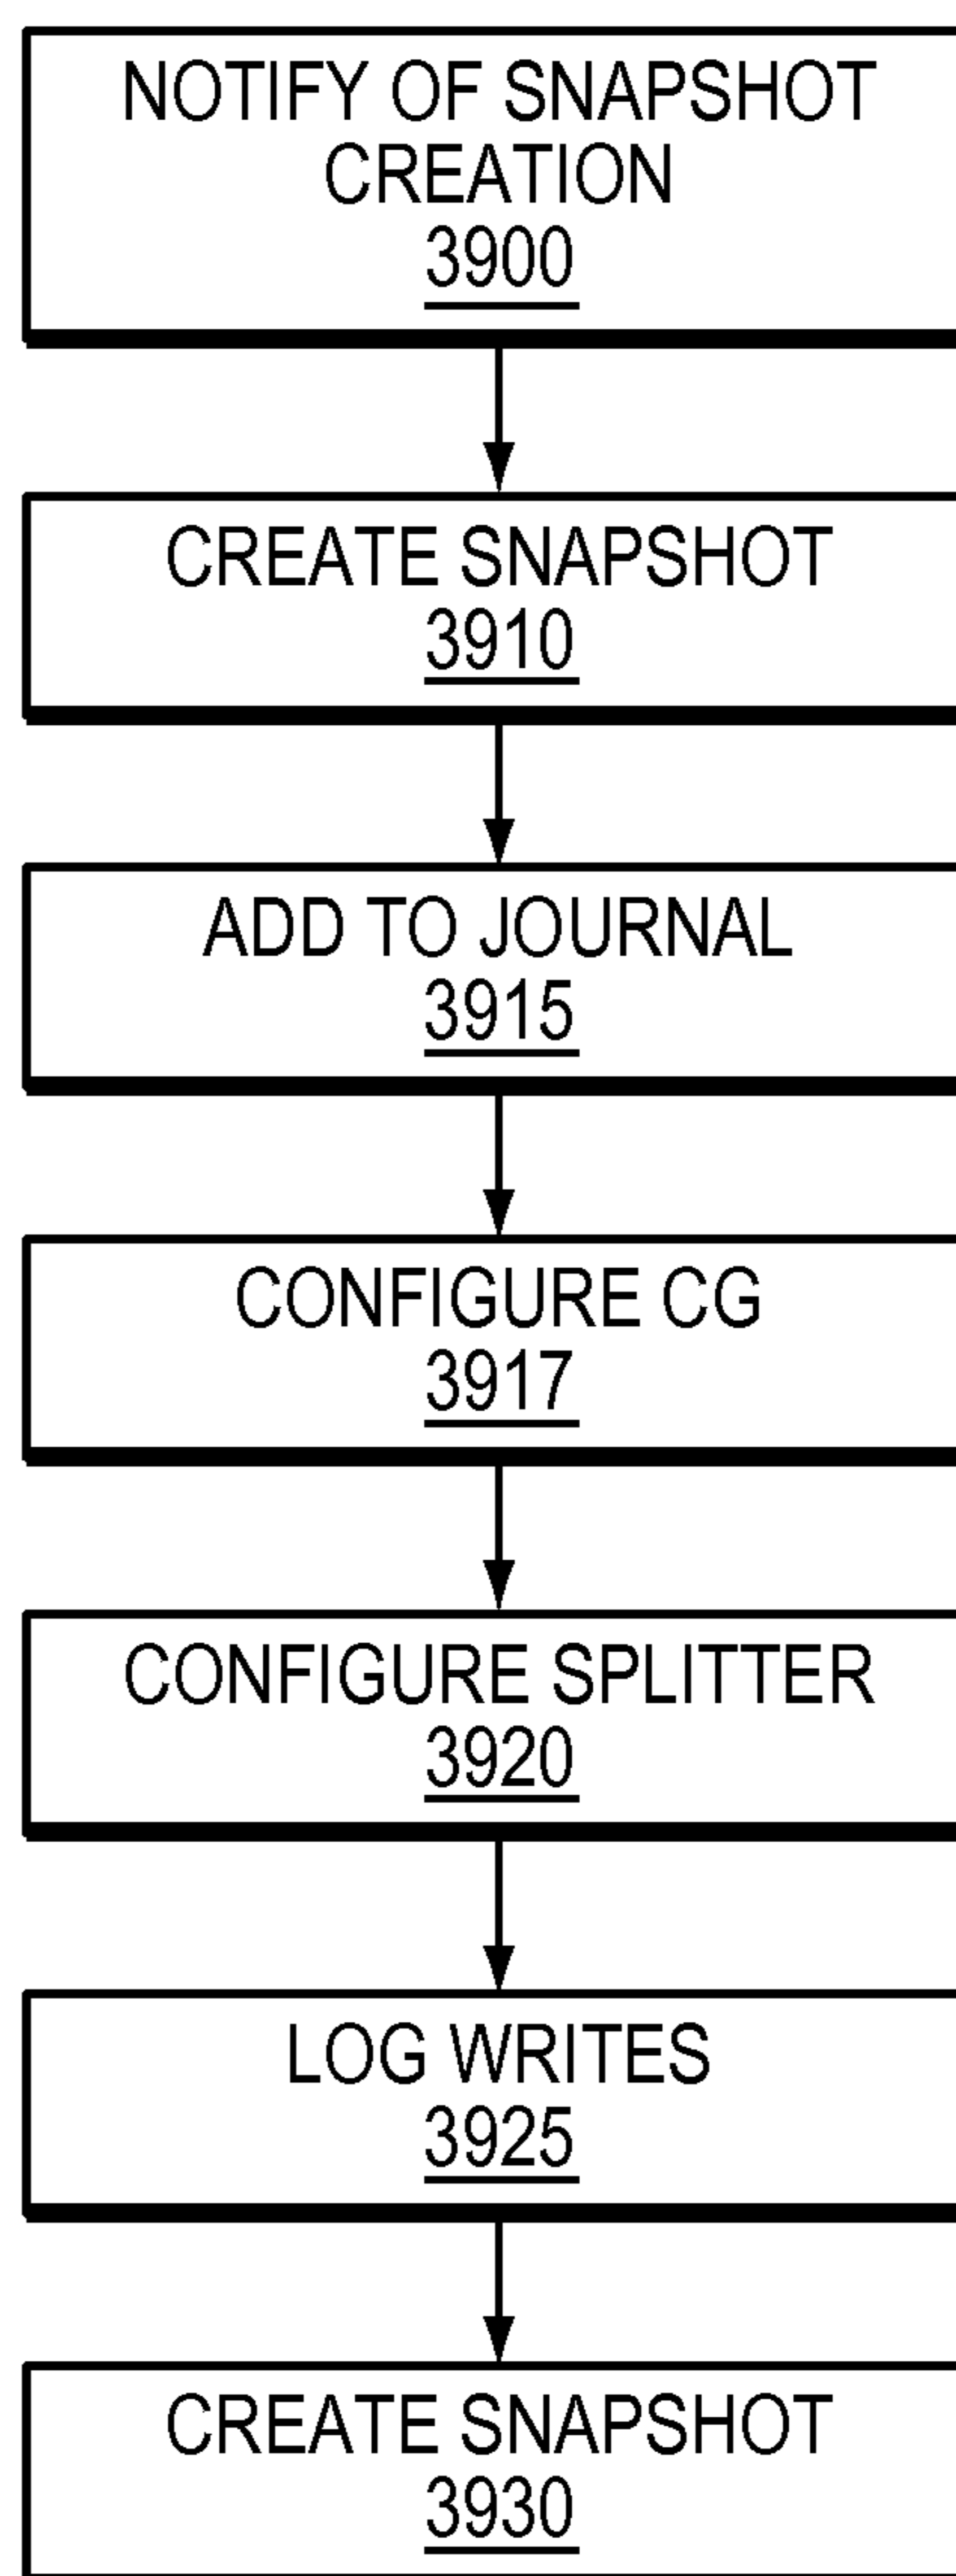 NOTIFY OF SNAPSHOT
CREATION
3900
CREATE SNAPSHOT
3910
ADD TO JOURNAL
3915
CONFIGURE CG
3917
CONFIGURE SPLITTER
3920
LOG WRITES
3925
CREATE SNAPSHOT
3930